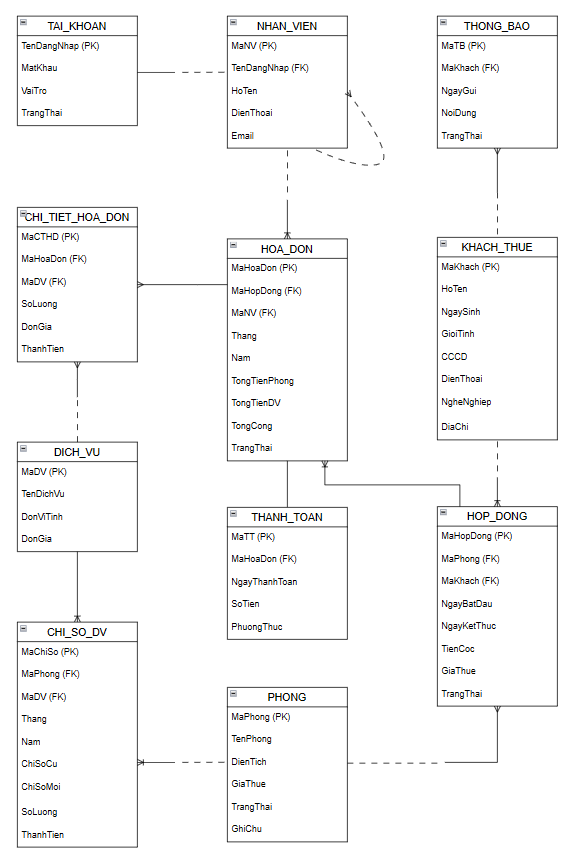 TAI_KHOAN
TenDangNhap (PK)
MatKhau
VaiTro
TrangThai
NHAN_VIEN
MaNV (PK)
TenDangNhap (FK)
HoTen
DienThoai
Email
THONG_BAO
MaTB (PK)
MaKhach (FK)
NgayGui
NoiDung
TrangThai
CHI_TIET_HOA_DON
MaCTHD (PK)
MaHoaDon (FK)
MaDV (FK)
SoLuong
DonGia
ThanhTien
HOA_DON
MaHoaDon (PK)
MaHopDong (FK)
MaNV (FK)
Thang
Nam
TongTienPhong
TongTienDV
TongCong
TrangThai
KHACH_THUE
MaKhach (PK)
HoTen
NgaySinh
GioiTinh
CCCD
DienThoai
NgheNghiep
DiaChi
DICH_VU
MaDV (PK)
TenDichVu
DonViTinh
DonGia
THANH_TOAN
MaTT (PK)
MaHoaDon (FK)
NgayThanhToan
SoTien
PhuongThuc
HOP_DONG
MaHopDong (PK)
MaPhong (FK)
MaKhach (FK)
NgayBatDau
NgayKetThuc
TienCoc
GiaThue
TrangThai
CHI_SO_DV
MaChiSo (PK)
MaPhong (FK)
MaDV (FK)
Thang
Nam
ChiSoCu
ChiSoMoi
SoLuong
ThanhTien
PHONG
MaPhong (PK)
TenPhong
DienTich
GiaThue
TrangThai
GhiChu